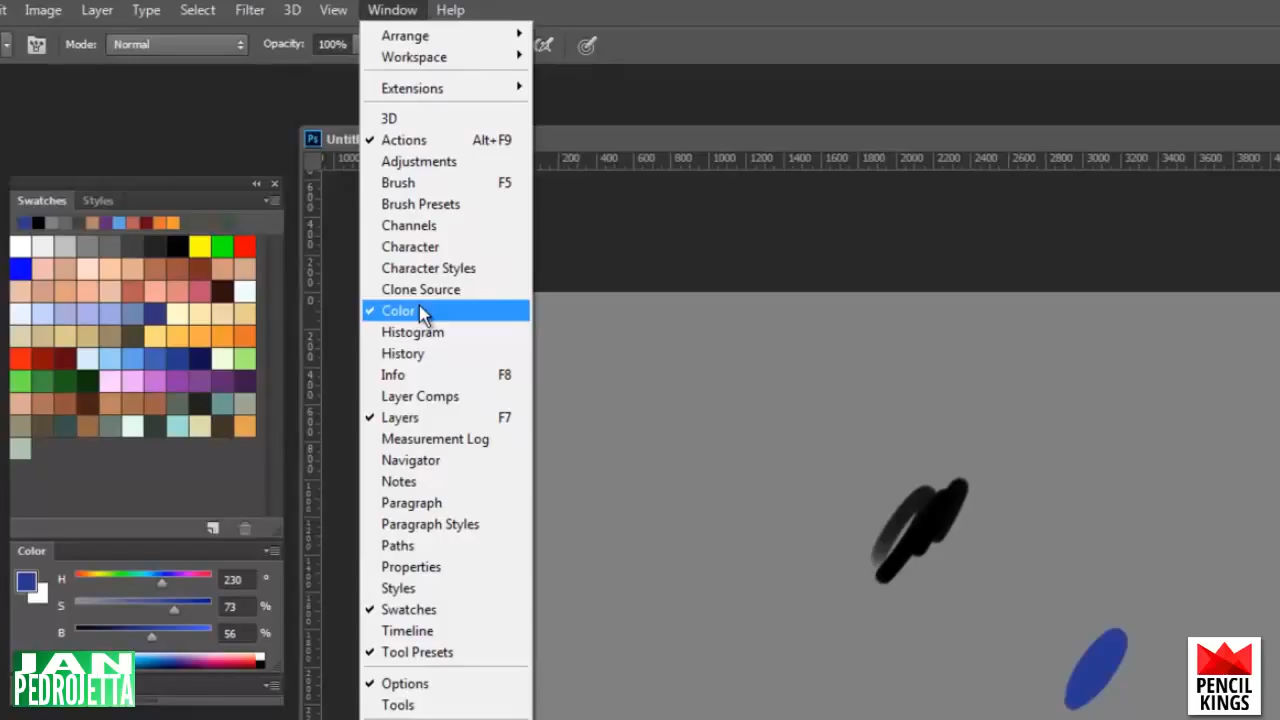 Image Layer Type Select Filter 3D View Window Help
Mode: Normal Opacity: 100%
Arrange
Workspace
Extensions
3D
Actions Alt+F9
Adjustments
Brush F5
Brush Presets
Channels
Character
Character Styles
Clone Source
Color
Histogram
History
Info F8
Layer Comps
Layers F7
Measurement Log
Navigator
Notes
Paragraph
Paragraph Styles
Paths
Properties
Styles
Swatches
Timeline
Tool Presets
Options
Tools
Ps
1000 200 400 600 800 1000 1200 1400 2000 2200 2400 2600 2800 3000 3200 3400 3600 3800
Swatches Styles
Color
H 230 °
S 73 %
B 56 %
AN
PEDROJETTA
PENCIL
KINGS